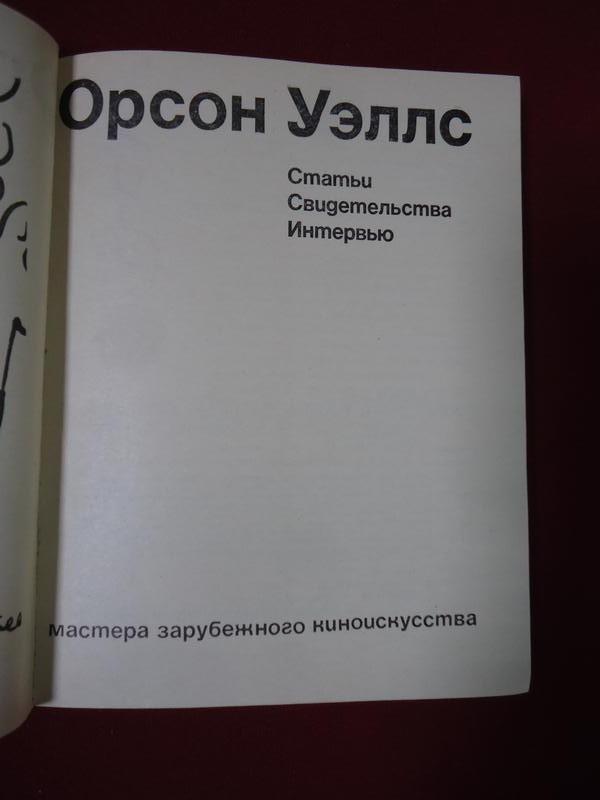 Орсон Уэллс
Статьи
Свидетельства
Интервью
мастера зарубежного киноискусства